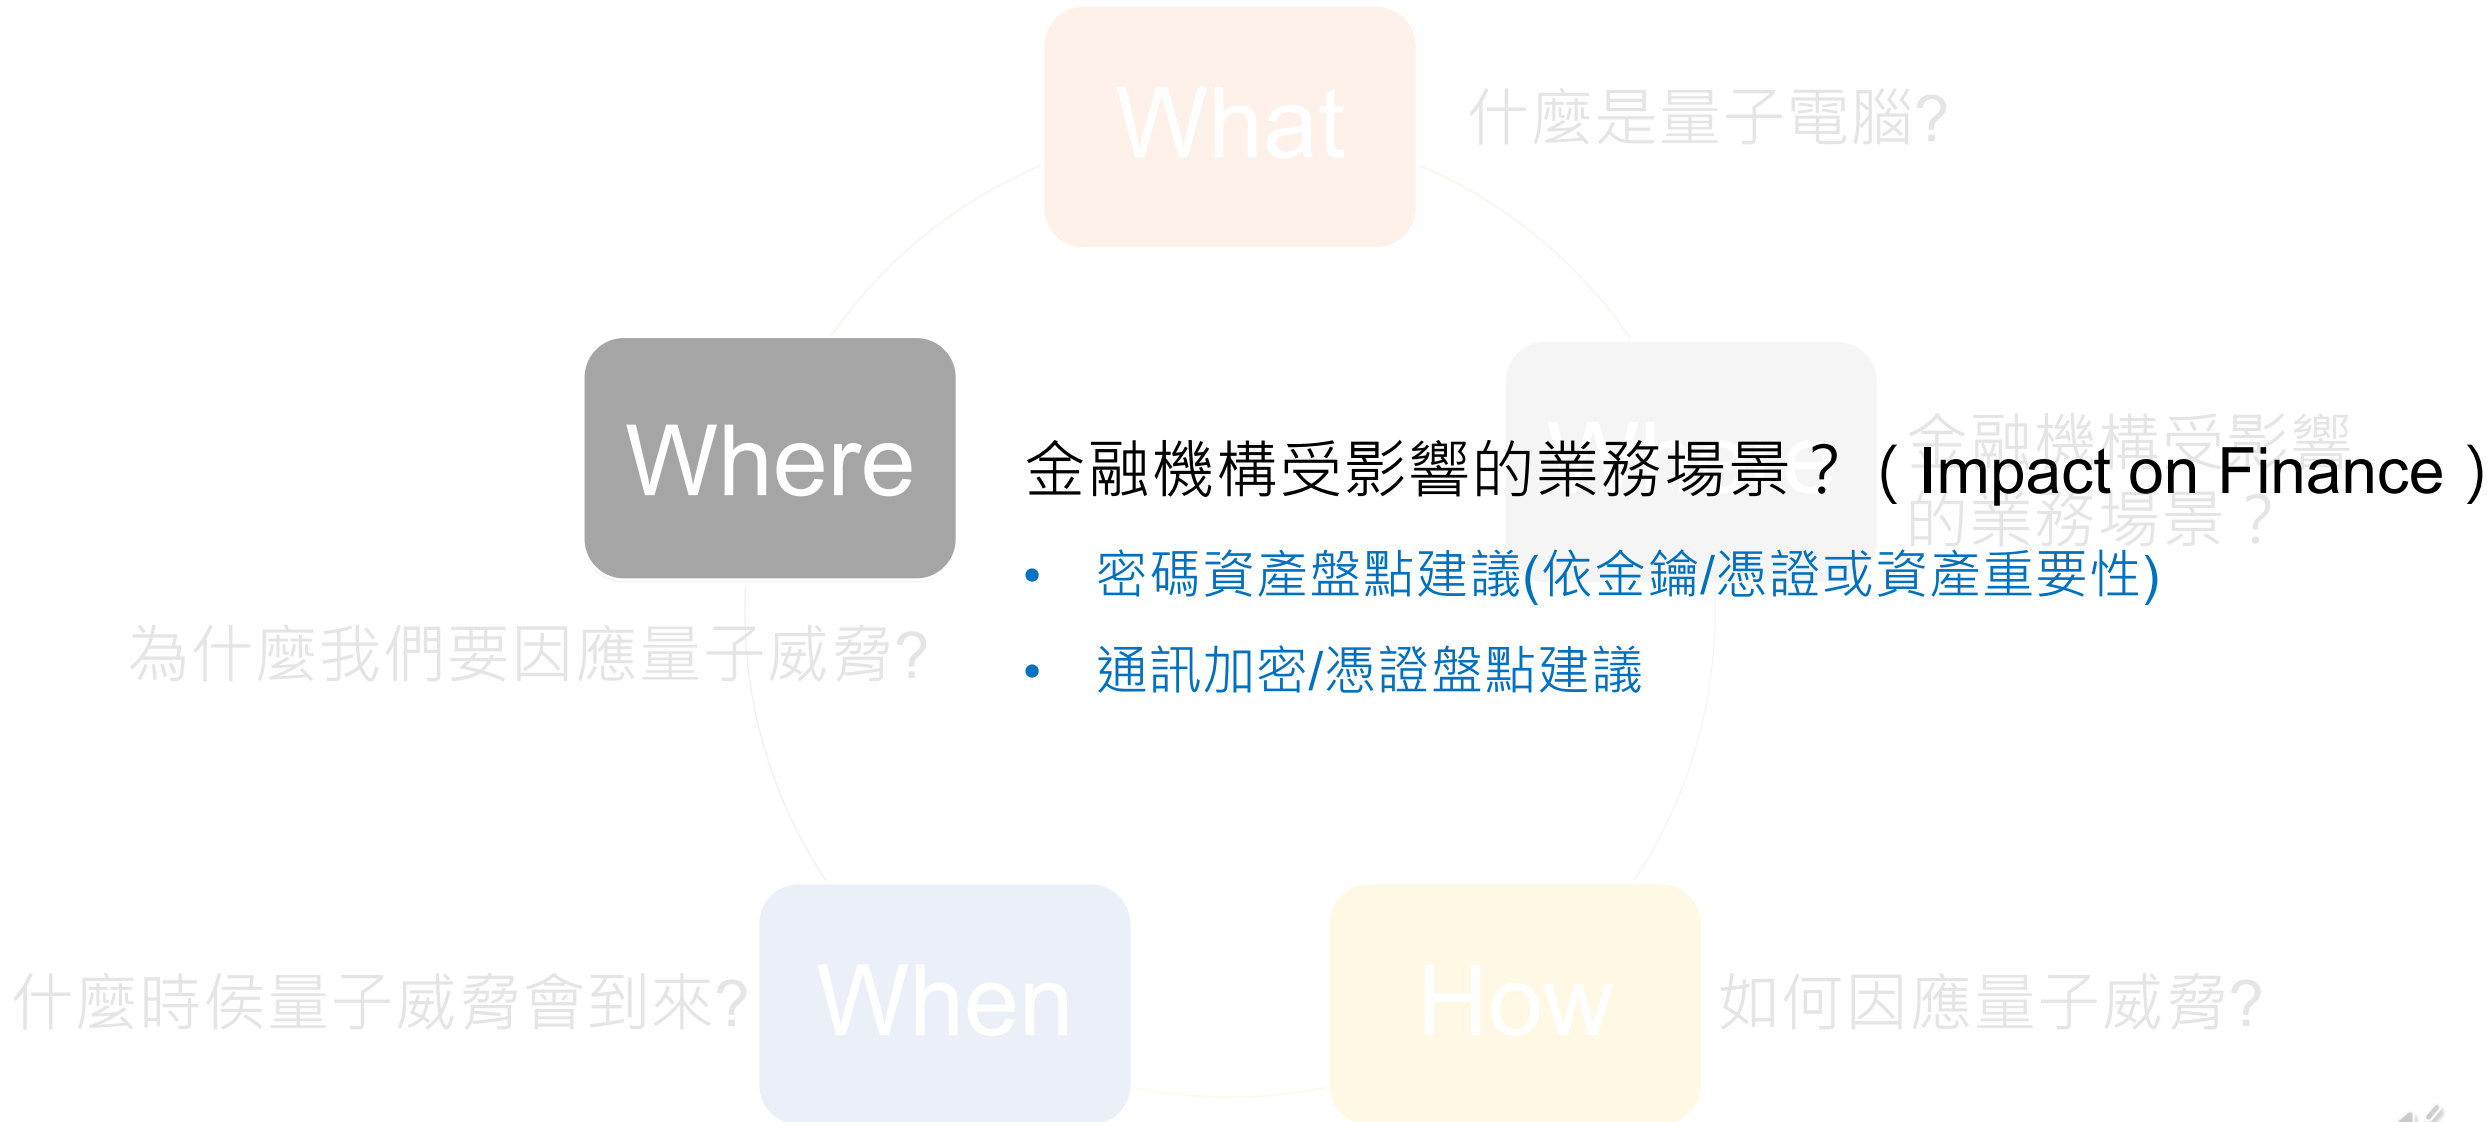 What
什麼是量子電腦?
Where
Where
金融機構受影響
的業務場景？
金融機構受影響的業務場景？（Impact on Finance）
• 密碼資產盤點建議(依金鑰/憑證或資產重要性)
• 通訊加密/憑證盤點建議
為什麼我們要因應量子威脅?
什麼時侯量子威脅會到來?
When
How
如何因應量子威脅?